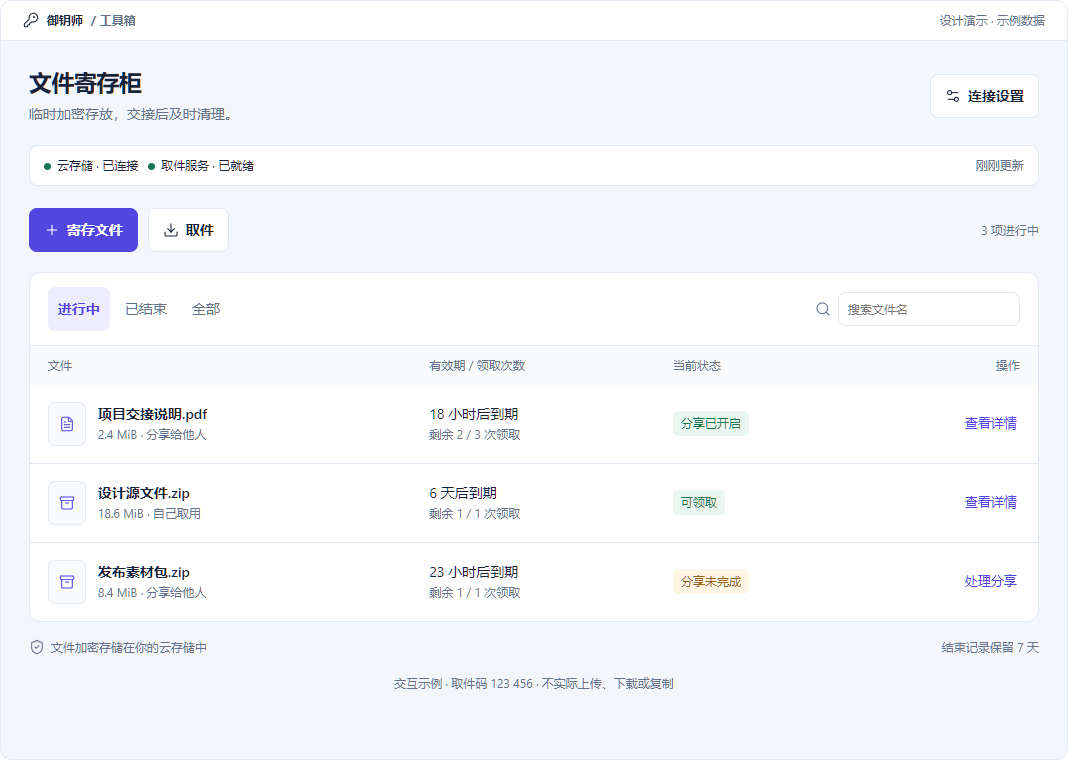 御钥师 / 工具箱
设计演示 · 示例数据
文件寄存柜
临时加密存放，交接后及时清理。
连接设置
云存储 · 已连接 取件服务 · 已就绪
刚刚更新
寄存文件
取件
3 项进行中
进行中 已结束 全部
搜索文件名
文件 有效期 / 领取次数 当前状态 操作
项目交接说明.pdf
2.4 MiB · 分享给他人
18 小时后到期
剩余 2 / 3 次领取
分享已开启
查看详情
设计源文件.zip
18.6 MiB · 自己取用
6 天后到期
剩余 1 / 1 次领取
可领取
查看详情
发布素材包.zip
8.4 MiB · 分享给他人
23 小时后到期
剩余 1 / 1 次领取
分享未完成
处理分享
文件加密存储在你的云存储中
结束记录保留 7 天
交互示例 · 取件码 123 456 · 不实际上传、下载或复制